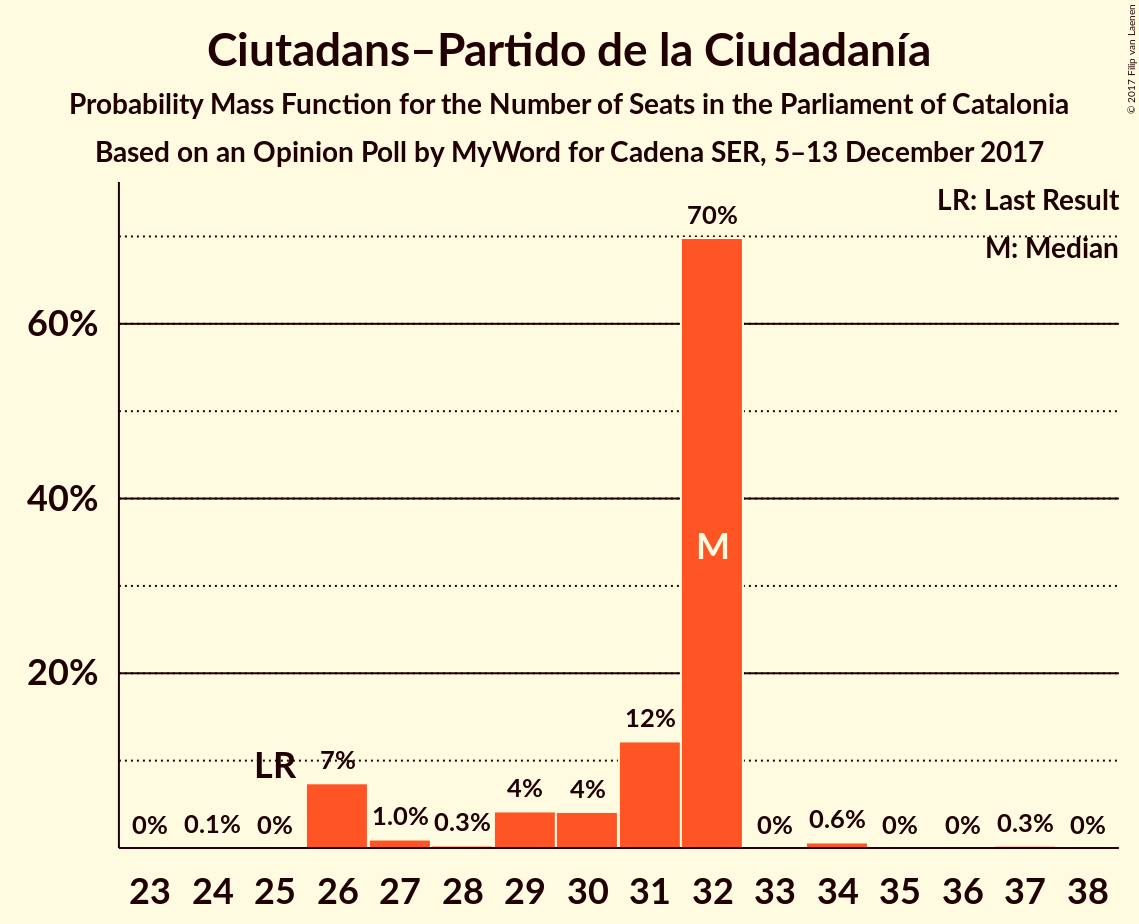 Ciutadans–Partido de la Ciudadanía
Probability Mass Function for the Number of Seats in the Parliament of Catalonia
Based on an Opinion Poll by MyWord for Cadena SER, 5–13 December 2017
© 2017 Filip van Laenen
LR: Last Result
M: Median
60%
40%
20%
0% 0.1% 0% 7% 1.0% 0.3% 4% 4% 12% 70% 0% 0.6% 0% 0% 0.3% 0%
LR
M
23 24 25 26 27 28 29 30 31 32 33 34 35 36 37 38